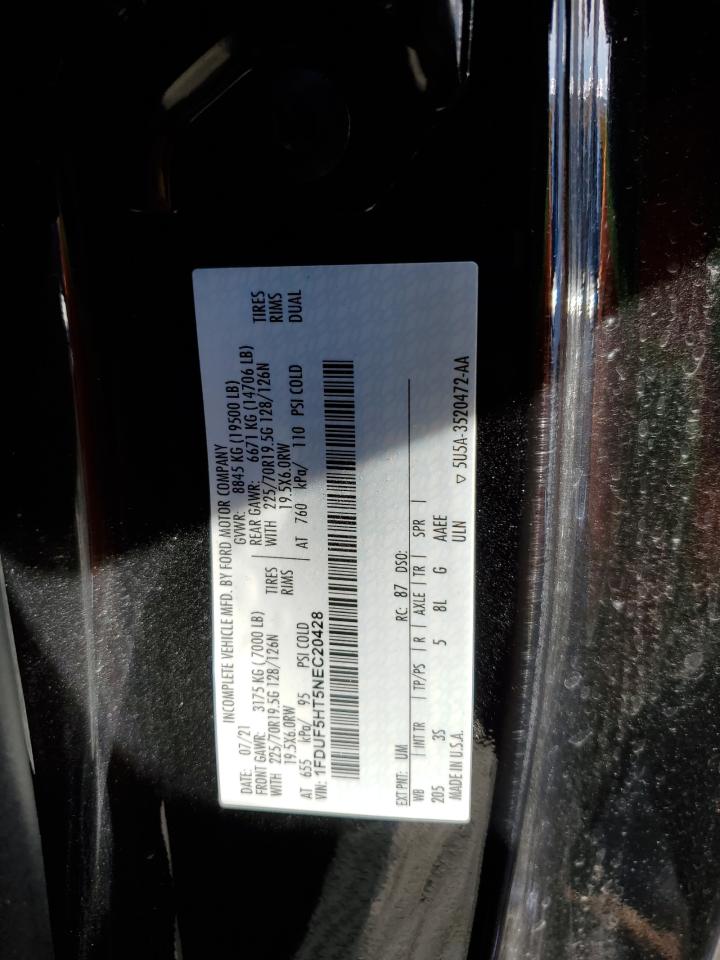 INCOMPLETE VEHICLE MFD. BY FORD MOTOR COMPANY
DATE: 07/21 GVWR: 8845 KG (19500 LB)
FRONT GAWR: 3175 KG (7000 LB) REAR GAWR: 6671 KG (14706 LB)
WITH 225/70R19.5G 128/126N TIRES WITH 225/70R19.5G 128/126N TIRES
19.5X6.0RW RIMS 19.5X6.0RW RIMS
AT 655 kPa/ 95 PSI COLD AT 760 kPa/ 110 PSI COLD DUAL
VIN: 1FDUF5HT5NEC20428
EXT PNT: UM RC: 87 DSO:
WB INT TR TP/PS R AXLE TR SPR
205 3S 5 8L G AAEE
MADE IN U.S.A. ULN
▽ 5U5A-3520472-AA